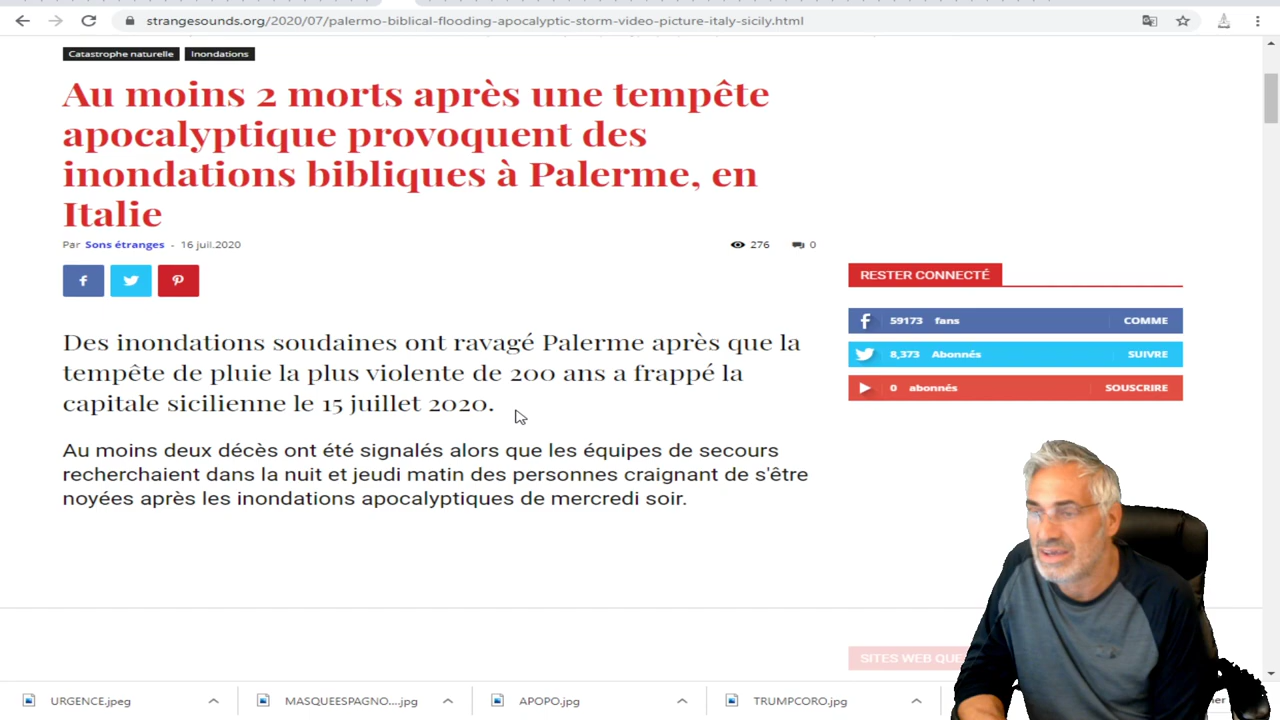 strangesounds.org/2020/07/palermo-biblical-flooding-apocalyptic-storm-video-picture-italy-sicily.html
Catastrophe naturelle
Inondations
Au moins 2 morts après une tempête
apocalyptique provoquent des
inondations bibliques à Palerme, en
Italie
Par Sons étranges - 16 juil.2020
276
0
Des inondations soudaines ont ravagé Palerme après que la
tempête de pluie la plus violente de 200 ans a frappé la
capitale sicilienne le 15 juillet 2020.
Au moins deux décès ont été signalés alors que les équipes de secours
recherchaient dans la nuit et jeudi matin des personnes craignant de s'être
noyées après les inondations apocalyptiques de mercredi soir.
RESTER CONNECTÉ
59173 fans
COMME
8,373 Abonnés
SUIVRE
0 abonnés
SOUSCRIRE
SITES WEB QUE
URGENCE.jpeg
MASQUEESPAGNO....jpg
APOPO.jpg
TRUMPCORO.jpg